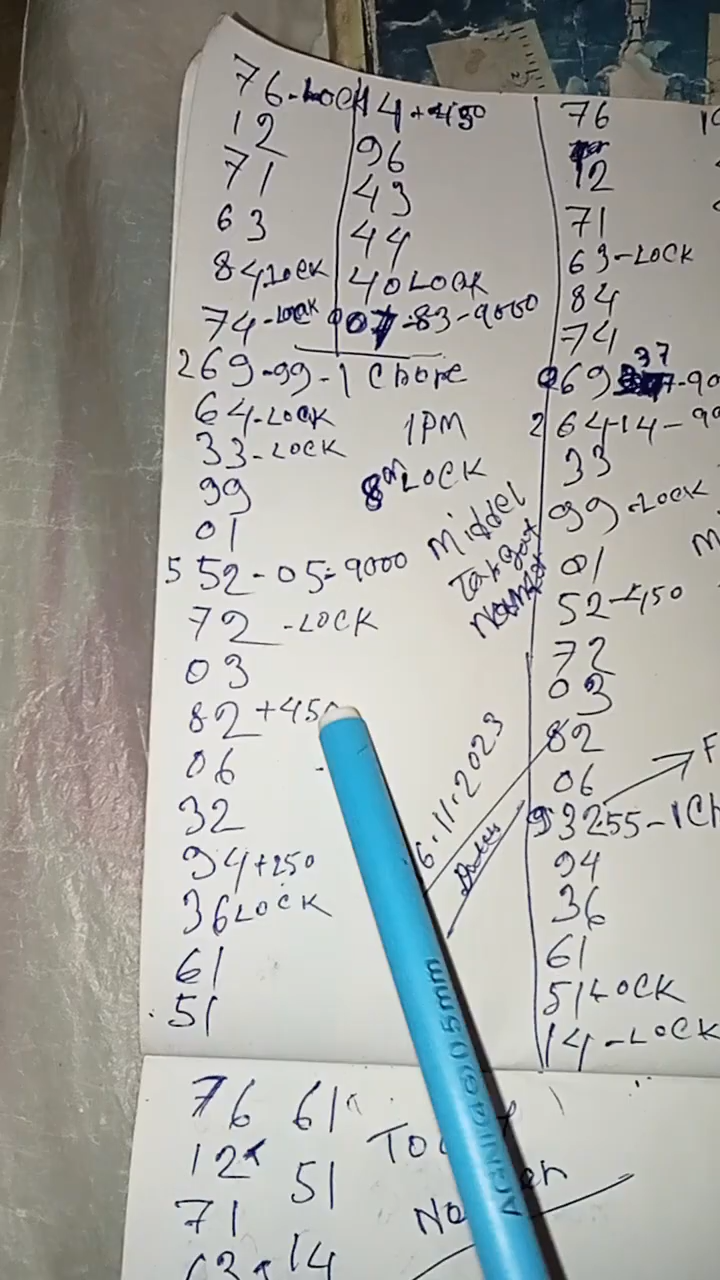 76-LOCK
12
71
63
84 LOCK
74-LOCK
269-99-1 Chore
64-LOCK
33-LOCK
99
01
552-05=9000
72-LOCK
03
82+450
06
32
94+250
36 LOCK
61
51
14+450
96
43
44
40 LOCK
07-83-9000
1PM
LOCK
Middel
Target
6.11.2023
76
12
71
63-LOCK
84
74
37
264-14-90
33
99-LOCK
01
52+450
72
03
82
06
93255-1Ch
94
36
61
51 LOCK
14-LOCK
76 61
12 51
71
63 14